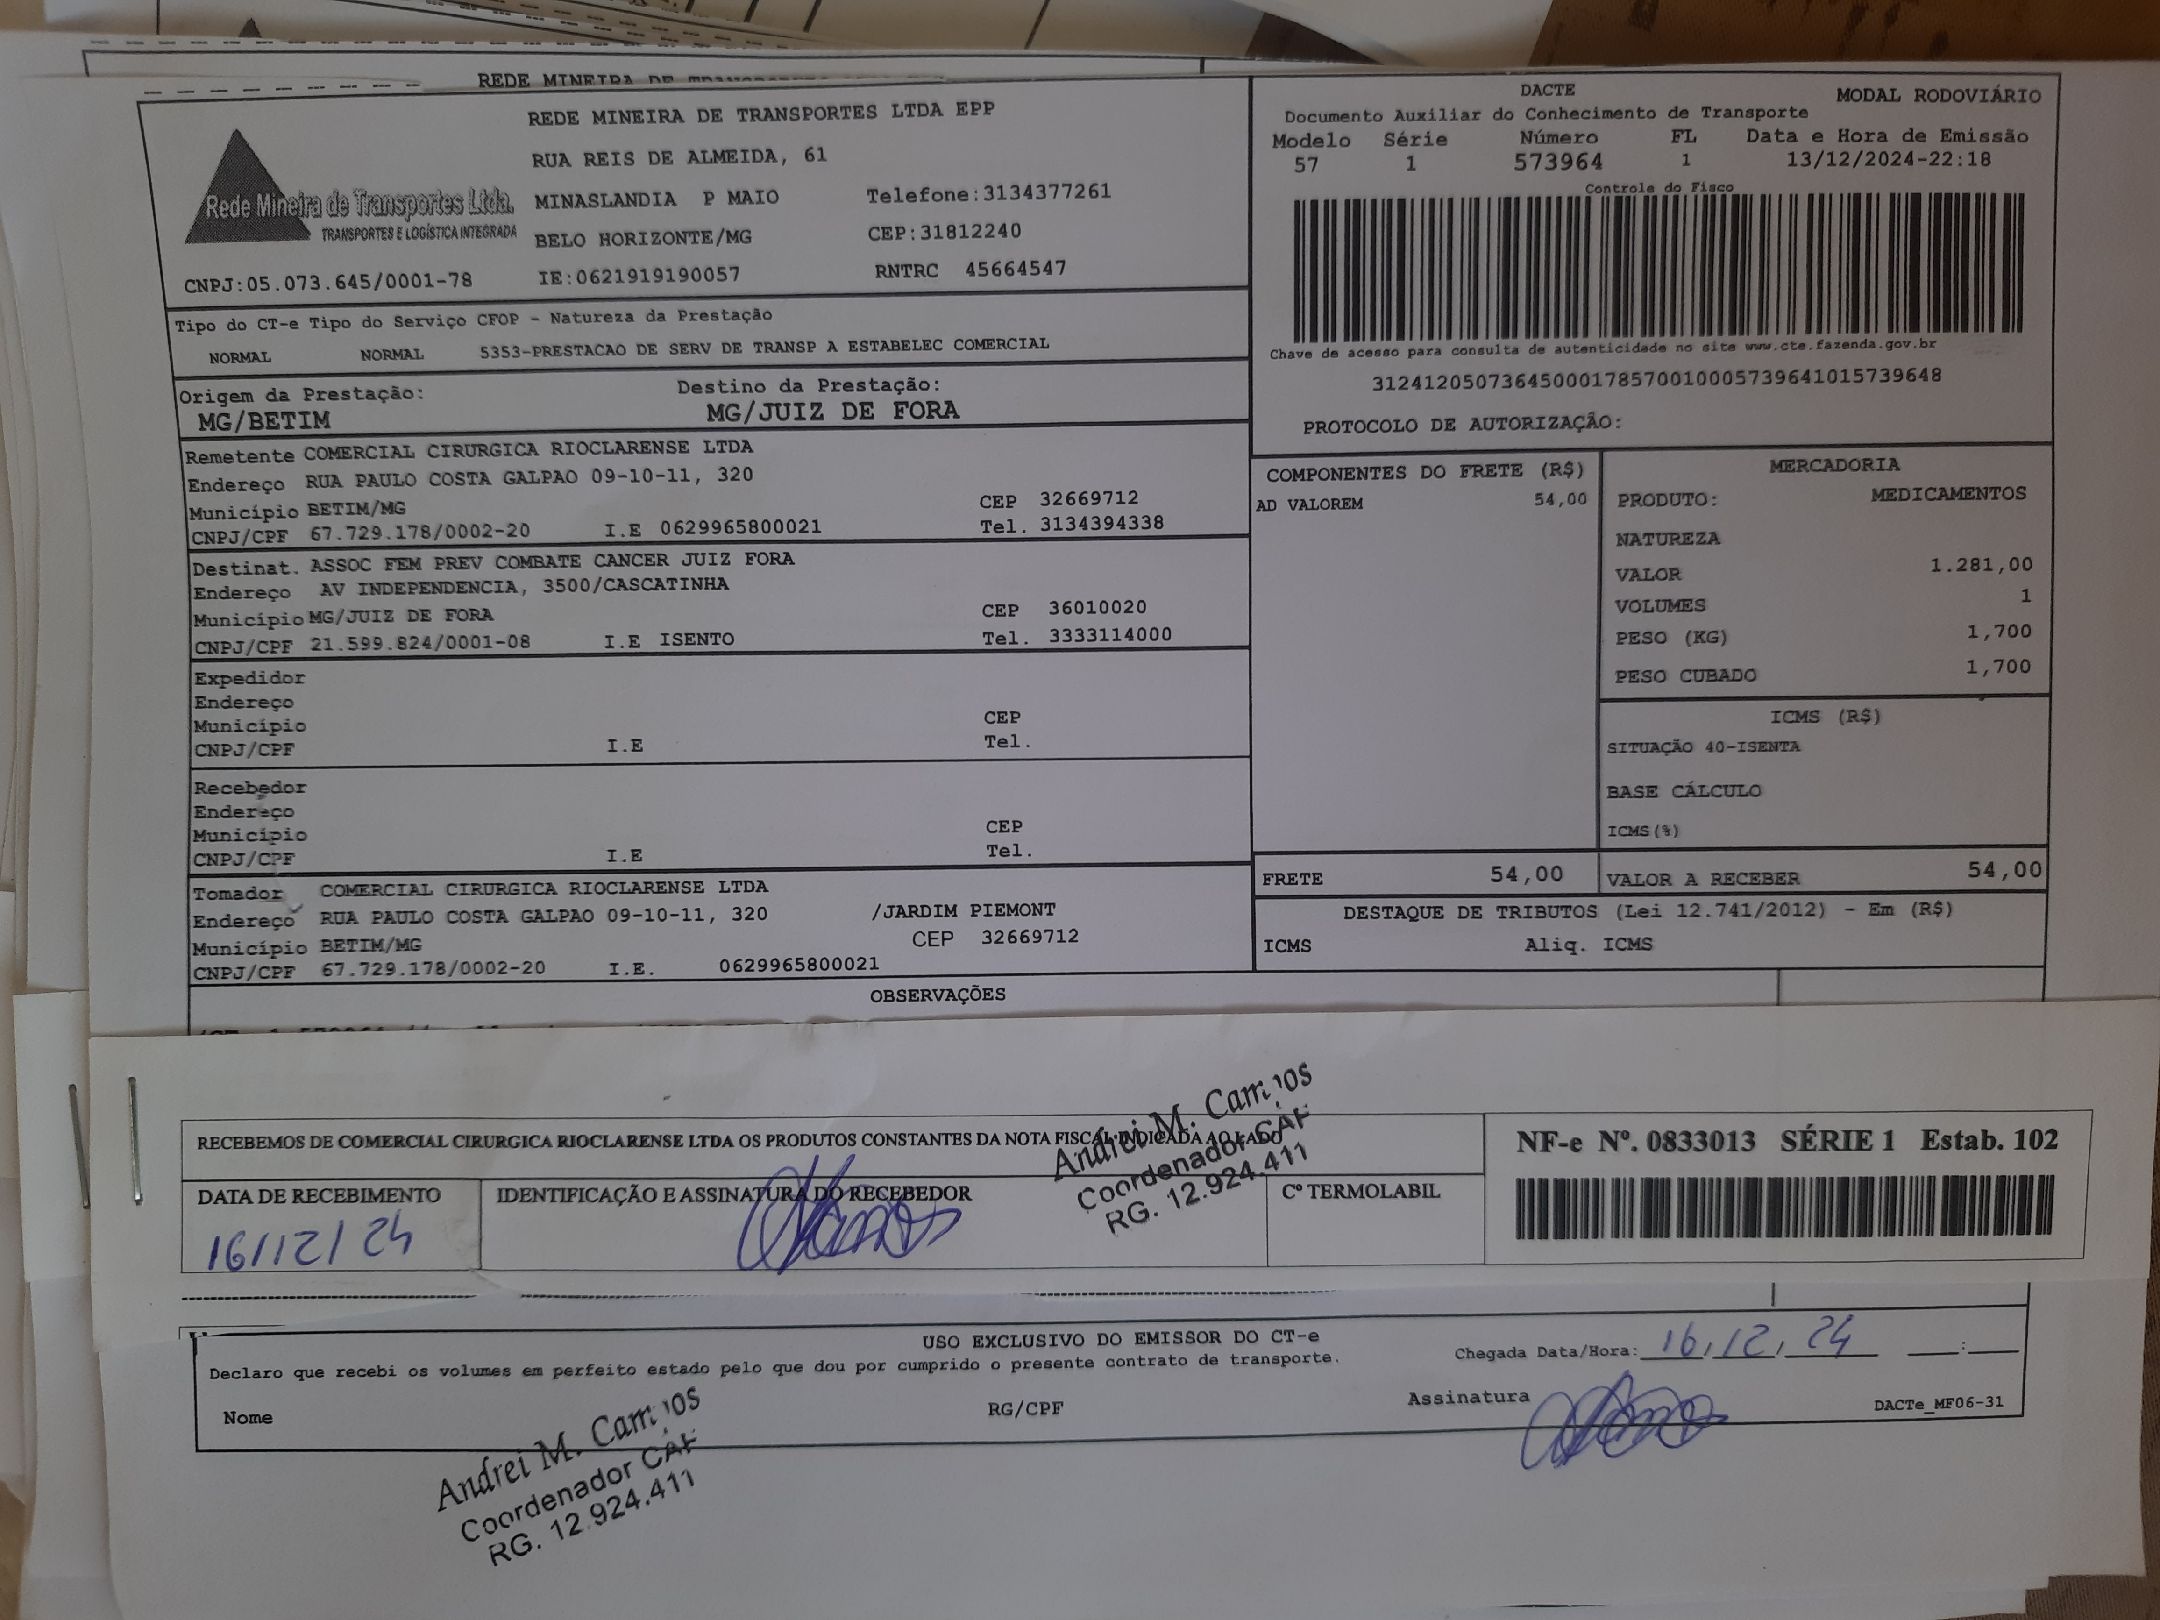 REDE MINEIRA DE TRANSPORTES
REDE MINEIRA DE TRANSPORTES LTDA EPP
RUA REIS DE ALMEIDA, 61
MINASLANDIA P MAIO Telefone:3134377261
BELO HORIZONTE/MG CEP:31812240
CNPJ:05.073.645/0001-78 IE:0621919190057 RNTRC 45664547
Rede Mineira de Transportes Ltda.
TRANSPORTES E LOGÍSTICA INTEGRADA
DACTE MODAL RODOVIÁRIO
Documento Auxiliar do Conhecimento de Transporte
Modelo Série Número FL Data e Hora de Emissão
57 1 573964 1 13/12/2024-22:18
Controle do Fisco
Chave de acesso para consulta de autenticidade no site www.cte.fazenda.gov.br
31241205073645000178570010005739641015739648
PROTOCOLO DE AUTORIZAÇÃO:
Tipo do CT-e Tipo do Serviço CFOP - Natureza da Prestação
NORMAL NORMAL 5353-PRESTACAO DE SERV DE TRANSP A ESTABELEC COMERCIAL
Origem da Prestação: Destino da Prestação:
MG/BETIM MG/JUIZ DE FORA
Remetente COMERCIAL CIRURGICA RIOCLARENSE LTDA
Endereço RUA PAULO COSTA GALPAO 09-10-11, 320
Município BETIM/MG CEP 32669712
CNPJ/CPF 67.729.178/0002-20 I.E 0629965800021 Tel. 3134394338
Destinat. ASSOC FEM PREV COMBATE CANCER JUIZ FORA
Endereço AV INDEPENDENCIA, 3500/CASCATINHA
Município MG/JUIZ DE FORA CEP 36010020
CNPJ/CPF 21.599.824/0001-08 I.E ISENTO Tel. 3333114000
Expedidor
Endereço
Município CEP
CNPJ/CPF I.E Tel.
Recebedor
Endereço
Município CEP
CNPJ/CPF I.E Tel.
Tomador COMERCIAL CIRURGICA RIOCLARENSE LTDA
Endereço RUA PAULO COSTA GALPAO 09-10-11, 320 /JARDIM PIEMONT
Município BETIM/MG CEP 32669712
CNPJ/CPF 67.729.178/0002-20 I.E. 0629965800021
COMPONENTES DO FRETE (R$)
AD VALOREM 54,00
MERCADORIA
PRODUTO: MEDICAMENTOS
NATUREZA
VALOR 1.281,00
VOLUMES 1
PESO (KG) 1,700
PESO CUBADO 1,700
ICMS (R$)
SITUAÇÃO 40-ISENTA
BASE CÁLCULO
ICMS(%)
FRETE 54,00 VALOR A RECEBER 54,00
DESTAQUE DE TRIBUTOS (Lei 12.741/2012) - Em (R$)
ICMS Aliq. ICMS
OBSERVAÇÕES
RECEBEMOS DE COMERCIAL CIRURGICA RIOCLARENSE LTDA OS PRODUTOS CONSTANTES DA NOTA FISCAL INDICADA AO LADO
NF-e Nº. 0833013 SÉRIE 1 Estab. 102
DATA DE RECEBIMENTO IDENTIFICAÇÃO E ASSINATURA DO RECEBEDOR Cº TERMOLABIL
16/12/24
Andrei M. Campos
Coordenador CAF
RG. 12.924.411
USO EXCLUSIVO DO EMISSOR DO CT-e
Declaro que recebi os volumes em perfeito estado pelo que dou por cumprido o presente contrato de transporte.
Chegada Data/Hora: 16, 12, 24 :
Nome RG/CPF Assinatura DACTe_MF06-31
Andrei M. Campos
Coordenador CAF
RG. 12.924.411